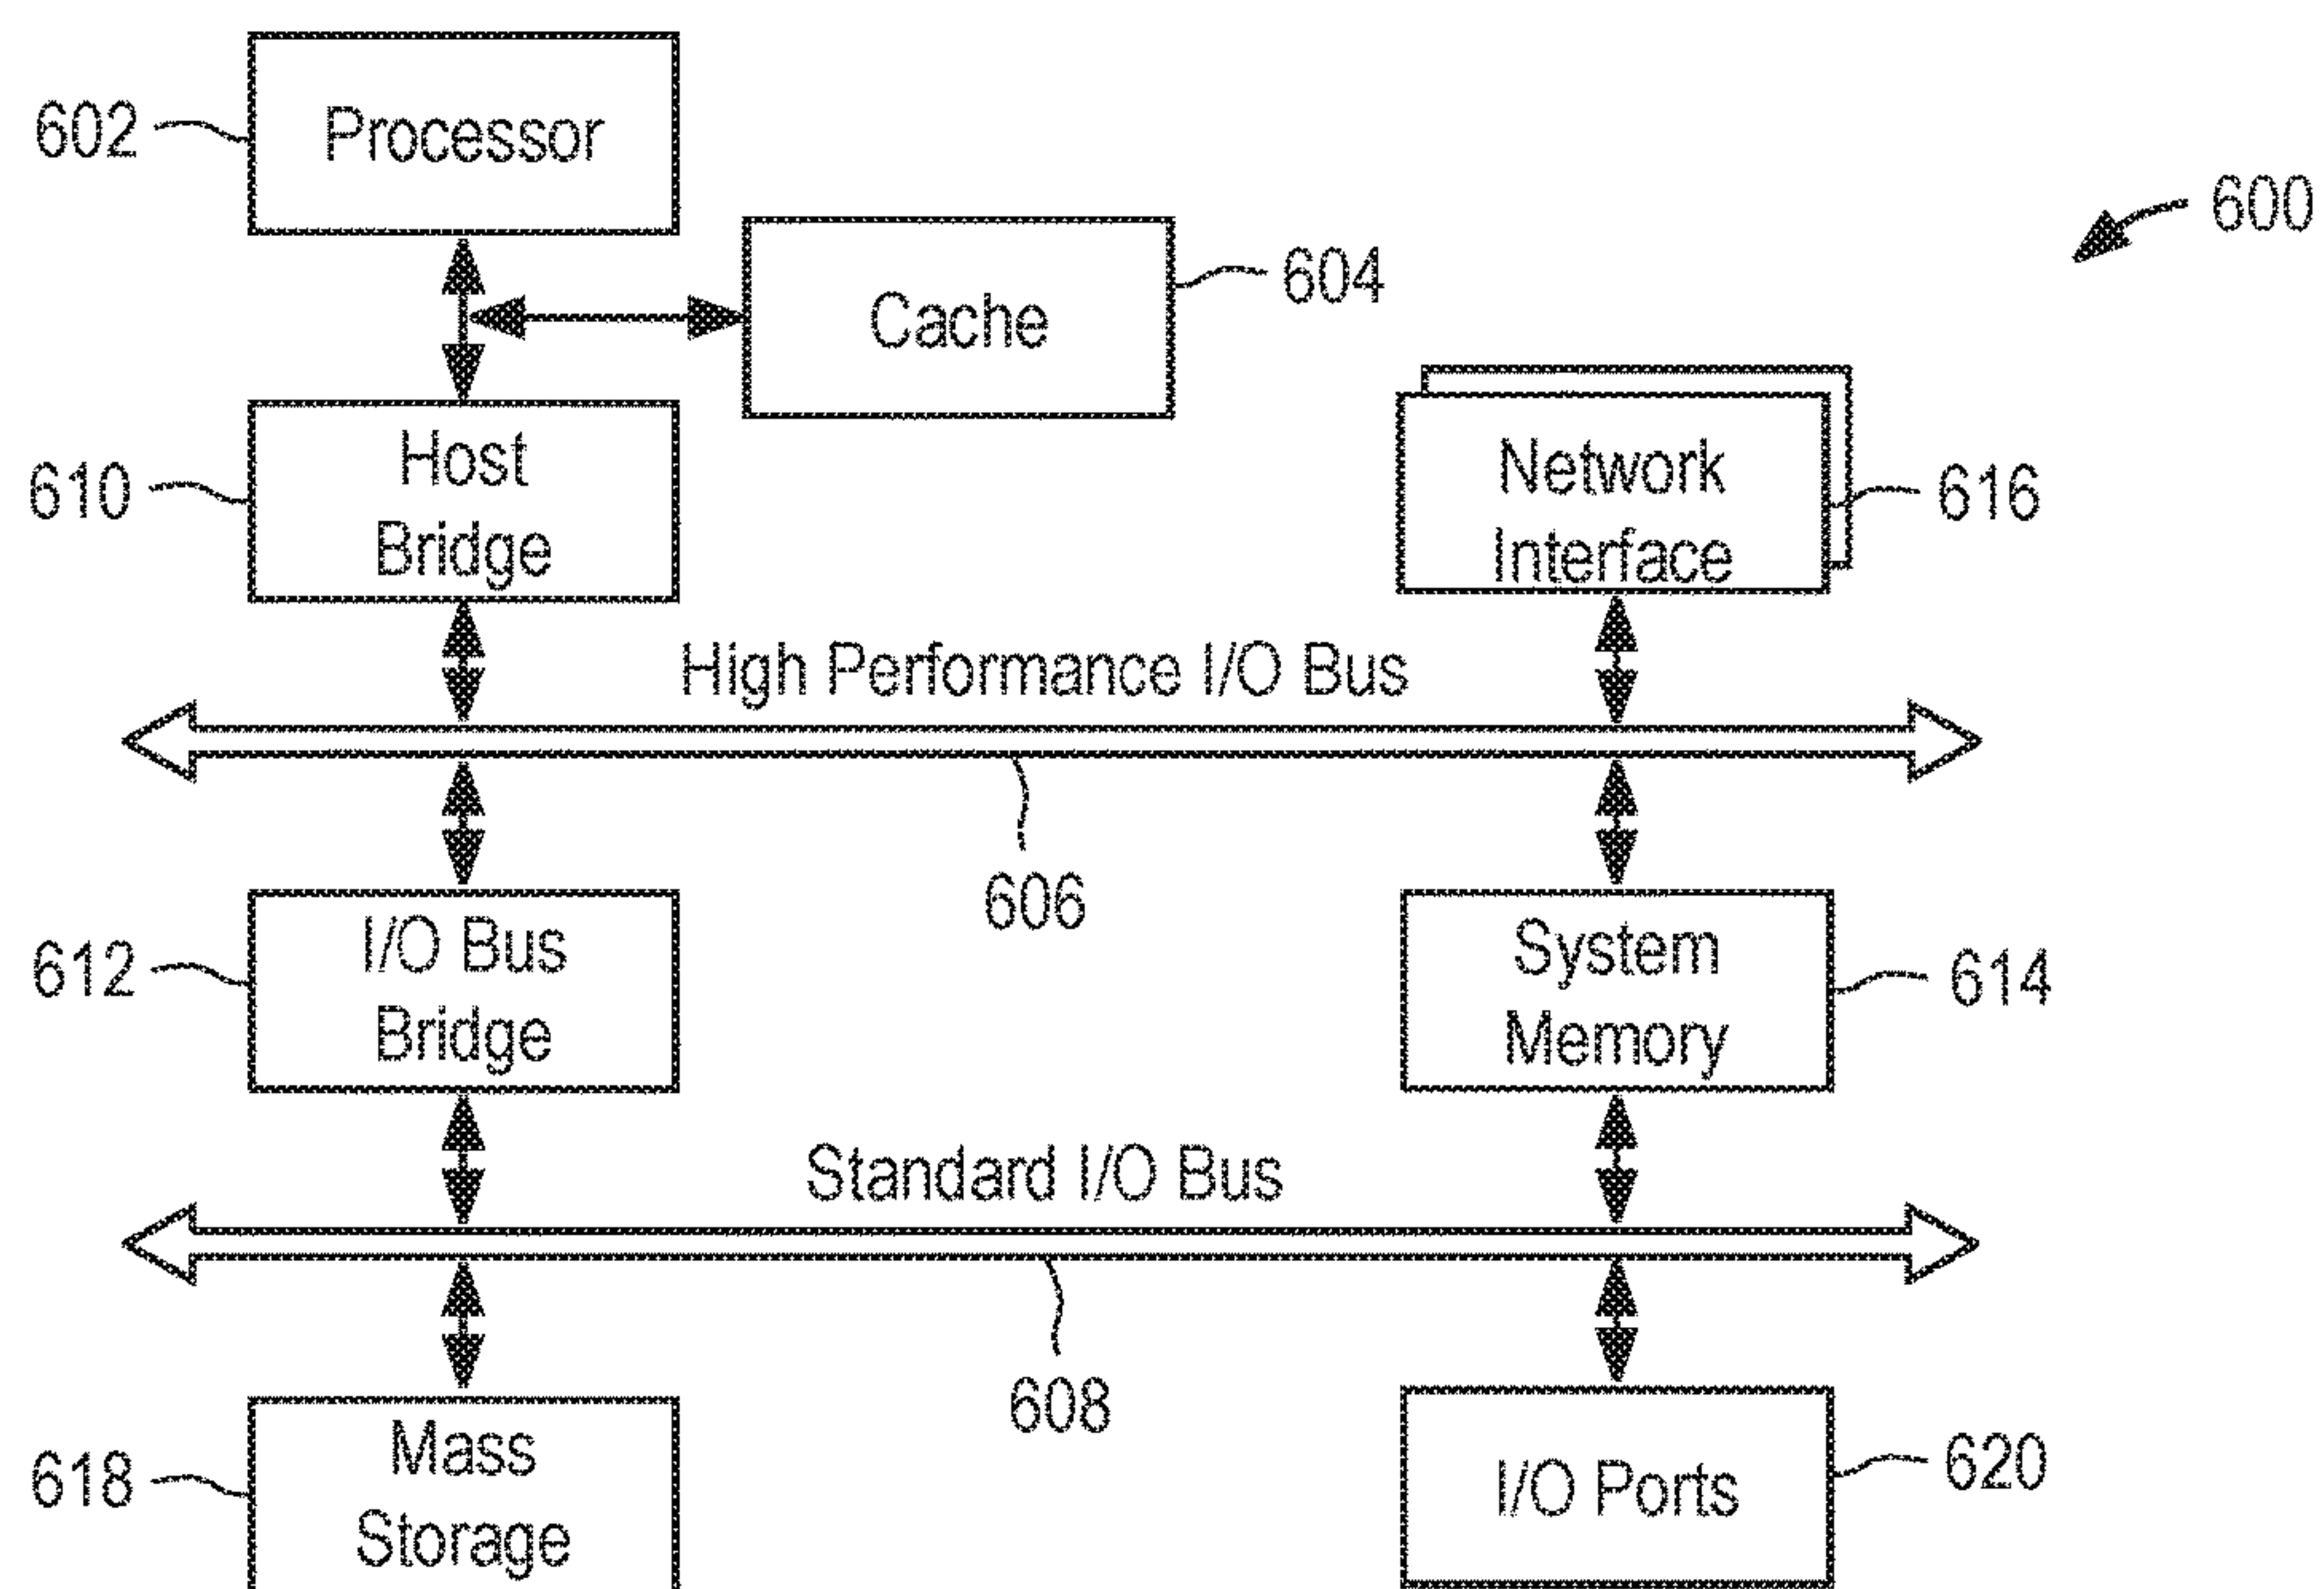 602
Processor
600
604
Cache
610
Host
Bridge
Network
Interface
616
High Performance I/O Bus
606
612
I/O Bus
Bridge
System
Memory
614
Standard I/O Bus
608
618
Mass
Storage
I/O Ports
620